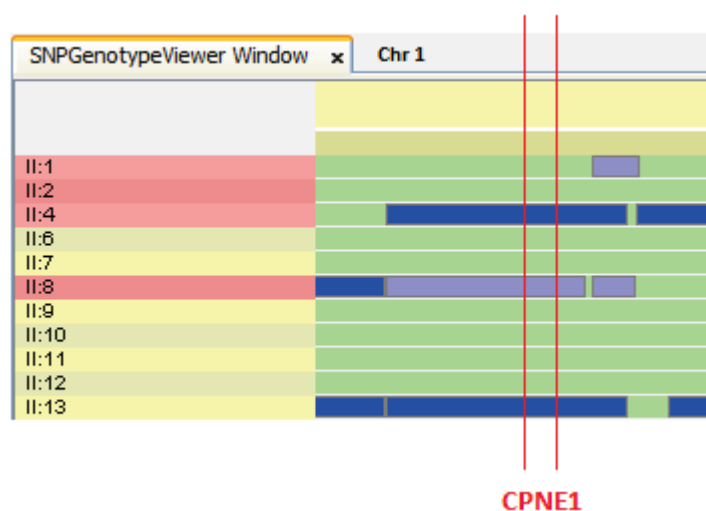 SNPGenotypeViewer Window x Chr 1
II:1
II:2
II:4
II:6
II:7
II:8
II:9
II:10
II:11
II:12
II:13
CPNE1